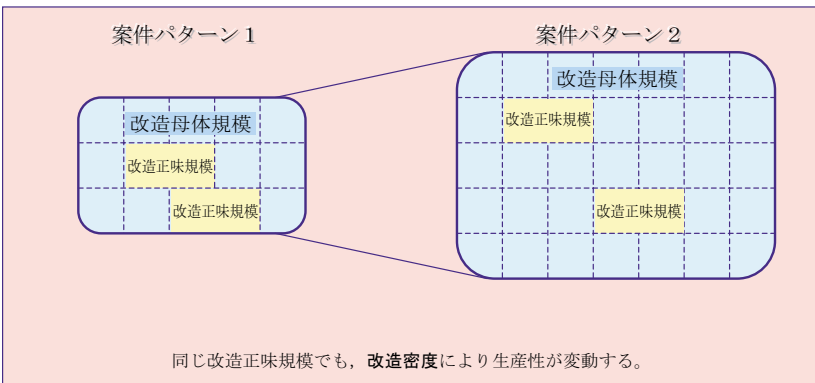 案件パターン1
案件パターン2
改造母体規模
改造正味規模
改造正味規模
改造母体規模
改造正味規模
改造正味規模
同じ改造正味規模でも，改造密度により生産性が変動する。